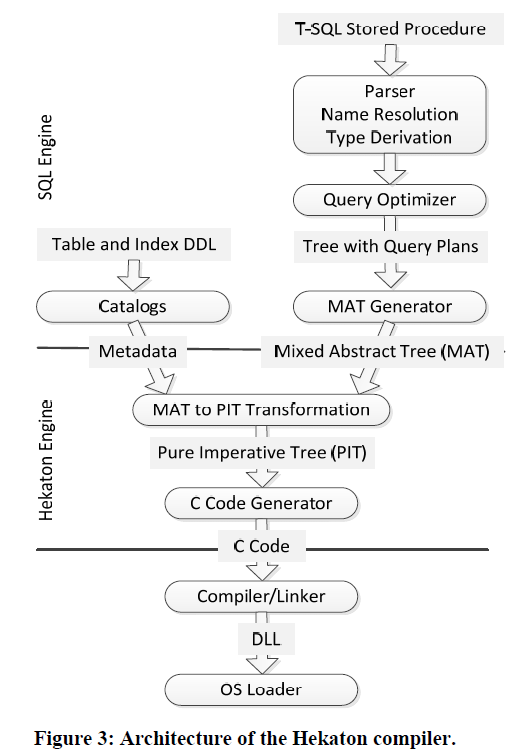 T-SQL Stored Procedure
Parser
Name Resolution
Type Derivation
SQL Engine
Query Optimizer
Table and Index DDL
Tree with Query Plans
Catalogs
MAT Generator
Metadata
Mixed Abstract Tree (MAT)
MAT to PIT Transformation
Hekaton Engine
Pure Imperative Tree (PIT)
C Code Generator
C Code
Compiler/Linker
DLL
OS Loader
Figure 3: Architecture of the Hekaton compiler.